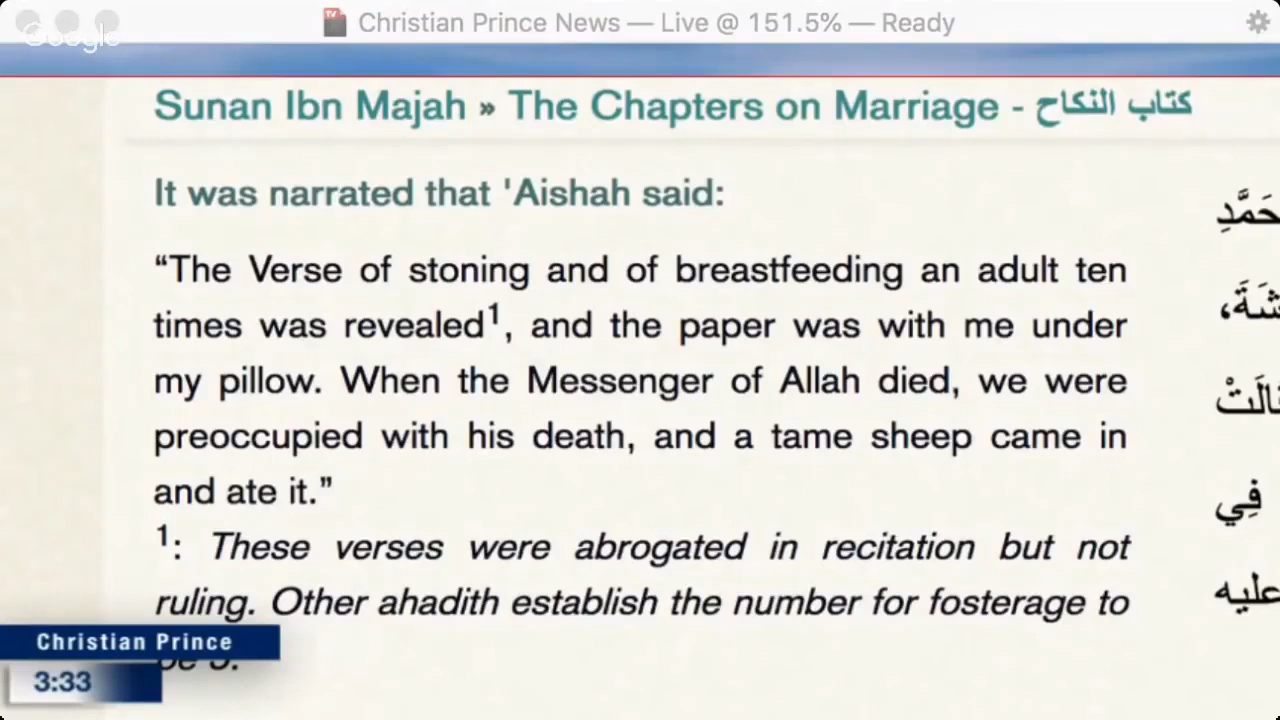 Google
Christian Prince News — Live @ 151.5% — Ready
Sunan Ibn Majah » The Chapters on Marriage - كتاب النكاح
It was narrated that 'Aishah said:
“The Verse of stoning and of breastfeeding an adult ten
times was revealed1, and the paper was with me under
my pillow. When the Messenger of Allah died, we were
preoccupied with his death, and a tame sheep came in
and ate it.”
1: These verses were abrogated in recitation but not
ruling. Other ahadith establish the number for fosterage to
فِي
عليه
Christian Prince
3:33